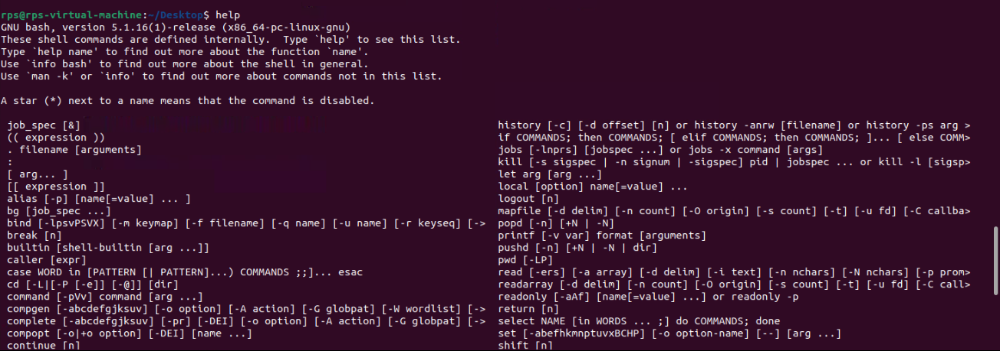 rps@rps-virtual-machine:~/Desktop$ help
GNU bash, version 5.1.16(1)-release (x86_64-pc-linux-gnu)
These shell commands are defined internally.  Type `help' to see this list.
Type `help name' to find out more about the function `name'.
Use `info bash' to find out more about the shell in general.
Use `man -k' or `info' to find out more about commands not in this list.
A star (*) next to a name means that the command is disabled.
job_spec [&]
(( expression ))
. filename [arguments]
:
[ arg... ]
[[ expression ]]
alias [-p] [name[=value] ... ]
bg [job_spec ...]
bind [-lpsvPSVX] [-m keymap] [-f filename] [-q name] [-u name] [-r keyseq] [->
break [n]
builtin [shell-builtin [arg ...]]
caller [expr]
case WORD in [PATTERN [| PATTERN]...) COMMANDS ;;]... esac
cd [-L|[-P [-e]] [-@]] [dir]
command [-pVv] command [arg ...]
compgen [-abcdefgjksuv] [-o option] [-A action] [-G globpat] [-W wordlist] [->
complete [-abcdefgjksuv] [-pr] [-DEI] [-o option] [-A action] [-G globpat] [->
compopt [-o|+o option] [-DEI] [name ...]
continue [n]
history [-c] [-d offset] [n] or history -anrw [filename] or history -ps arg >
if COMMANDS; then COMMANDS; [ elif COMMANDS; then COMMANDS; ]... [ else COMM>
jobs [-lnprs] [jobspec ...] or jobs -x command [args]
kill [-s sigspec | -n signum | -sigspec] pid | jobspec ... or kill -l [sigsp>
let arg [arg ...]
local [option] name[=value] ...
logout [n]
mapfile [-d delim] [-n count] [-O origin] [-s count] [-t] [-u fd] [-C callba>
popd [-n] [+N | -N]
printf [-v var] format [arguments]
pushd [-n] [+N | -N | dir]
pwd [-LP]
read [-ers] [-a array] [-d delim] [-i text] [-n nchars] [-N nchars] [-p prom>
readarray [-d delim] [-n count] [-O origin] [-s count] [-t] [-u fd] [-C call>
readonly [-aAf] [name[=value] ...] or readonly -p
return [n]
select NAME [in WORDS ... ;] do COMMANDS; done
set [-abefhkmnptuvxBCHP] [-o option-name] [--] [arg ...]
shift [n]